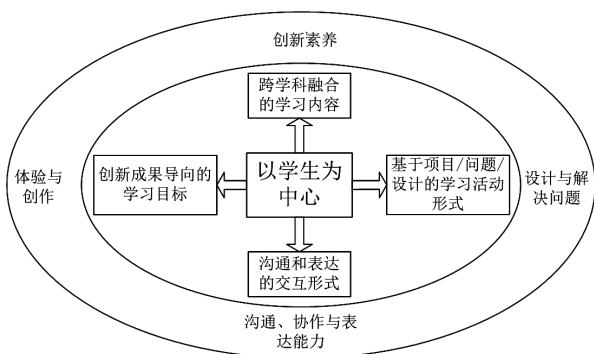 创新素养
跨学科融合
的学习内容
体验与
创作
创新成果导向的
学习目标
以学生为
中心
基于项目/问题/
设计的学习活动
形式
设计与解
决问题
沟通和表达
的交互形式
沟通、协作与表
达能力